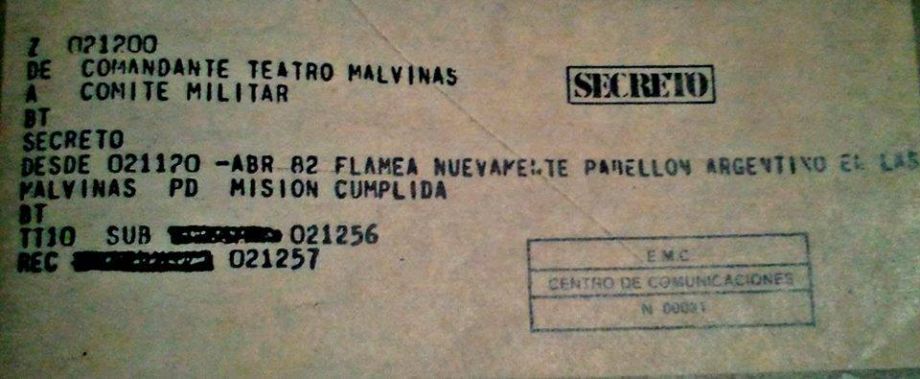 Z 021200
DE COMANDANTE TEATRO MALVINAS
A COMITE MILITAR
SECRETO
BT
SECRETO
DESDE 021120 -ABR 82 FLAMEA NUEVAMENTE PABELLON ARGENTINO EN LAS
MALVINAS PD MISION CUMPLIDA
BT
TT10 SUB 021256
REC 021257
E.M.C
CENTRO DE COMUNICACIONES
N 00031